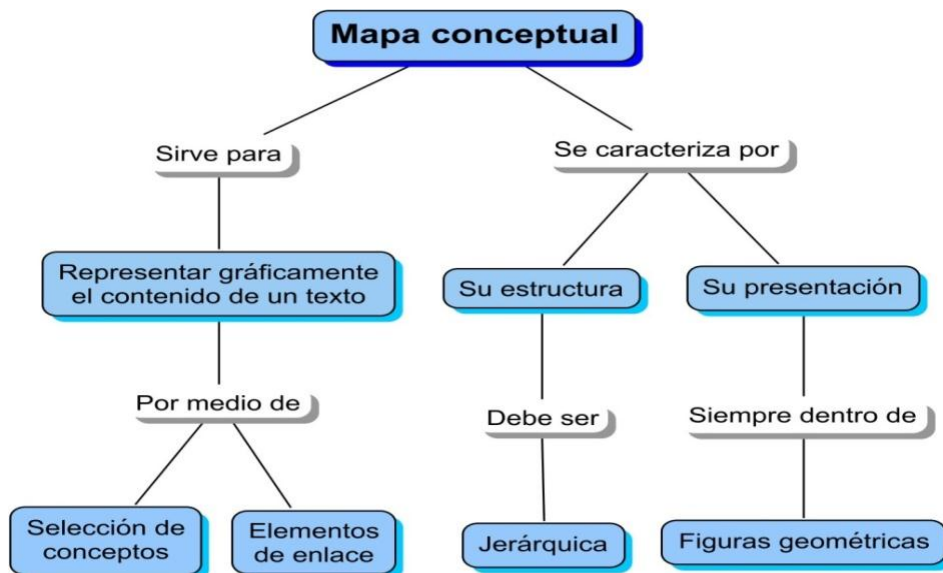 Mapa conceptual
Sirve para
Se caracteriza por
Representar gráficamente
el contenido de un texto
Su estructura
Su presentación
Por medio de
Debe ser
Siempre dentro de
Selección de
conceptos
Elementos
de enlace
Jerárquica
Figuras geométricas